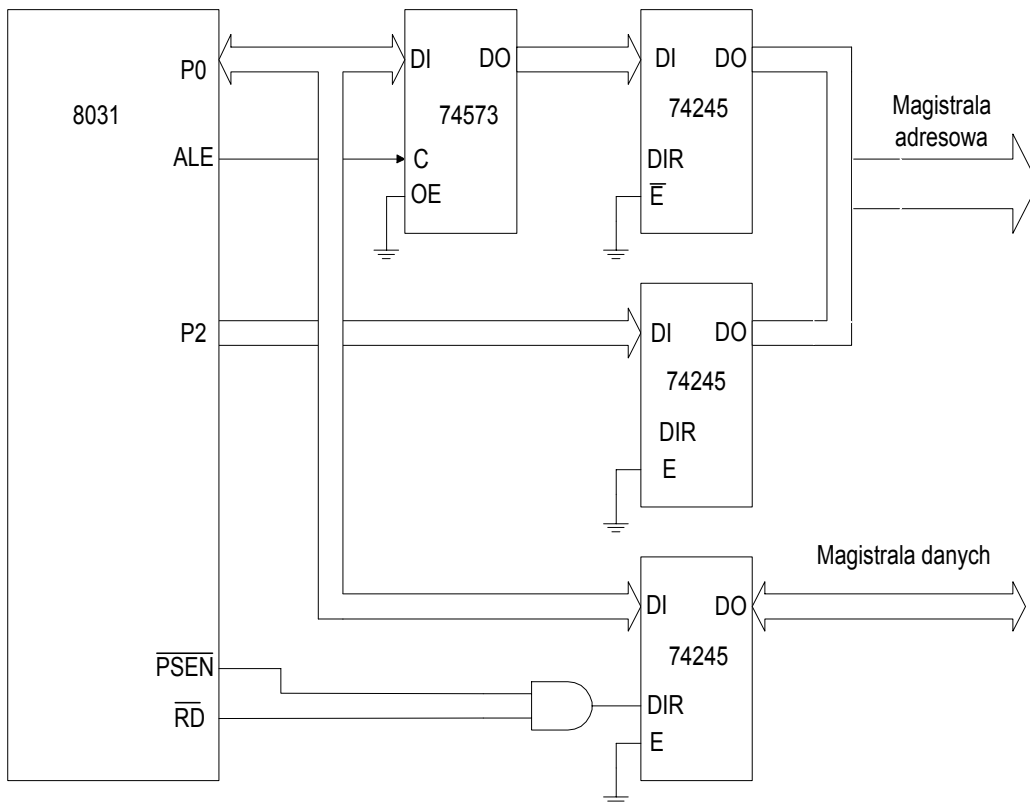 8031
P0
ALE
P2
PSEN
RD
DI DO
74573
C
OE
DI DO
74245
DIR
E
DI DO
74245
DIR
E
DI DO
74245
DIR
E
Magistrala
adresowa
Magistrala danych